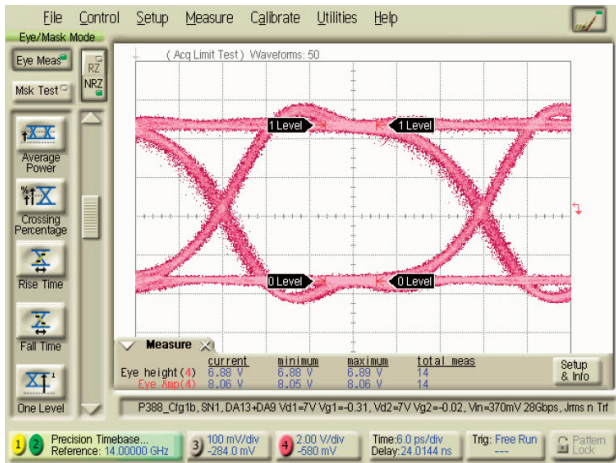 File Control Setup Measure Calibrate Utilities Help
Eye/Mask Mode
Eye Meas
RZ
NRZ
Msk Test
( Acq Limit Test ) Waveforms: 50
1 Level 1 Level
0 Level 0 Level
Average
Power
Crossing
Percentage
Rise Time
Fall Time
One Level
Measure
current minimum maximum total meas
Eye height(4) 6.88 V 6.88 V 6.89 V 14
Eye Amp(4) 8.06 V 8.05 V 8.06 V 14
Setup
& Info
P388_Cfg1b, SN1, DA13+DA9 Vd1=7V Vg1=-0.31, Vd2=7V Vg2=-0.02, Vin=370mV 28Gbps, Jrms n Trf
1 2 Precision Timebase...
Reference: 14.00000 GHz
3 100 mV/div
-284.0 mV
4 2.00 V/div
-580 mV
Time:6.0 ps/div
Delay:24.0144 ns
Trig: Free Run
---
Pattern
Lock